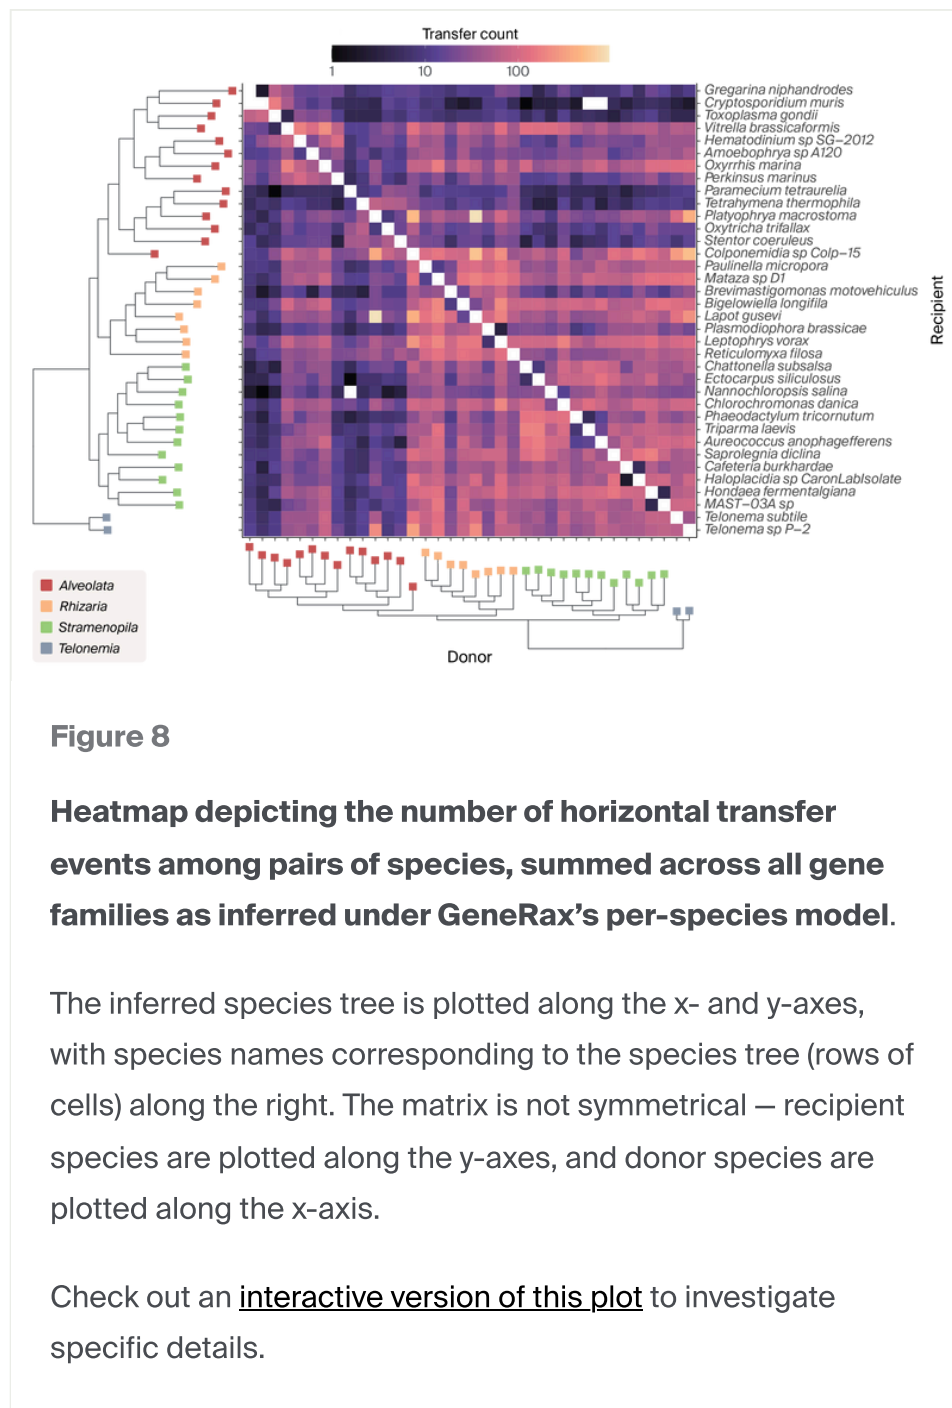 Transfer count
1 10 100
Gregarina niphandrodes
Cryptosporidium muris
Toxoplasma gondii
Vitrella brassicaformis
Hematodinium sp SG–2012
Amoebophrya sp A120
Oxyrrhis marina
Perkinsus marinus
Paramecium tetraurelia
Tetrahymena thermophila
Platyophrya macrostoma
Oxytricha trifallax
Stentor coeruleus
Colponemidia sp Colp–15
Paulinella micropora
Mataza sp D1
Brevimastigomonas motovehiculus
Bigelowiella longifila
Lapot gusevi
Plasmodiophora brassicae
Leptophrys vorax
Reticulomyxa filosa
Chattonella subsalsa
Ectocarpus siliculosus
Nannochloropsis salina
Chlorochromonas danica
Phaeodactylum tricornutum
Triparma laevis
Aureococcus anophagefferens
Saprolegnia diclina
Cafeteria burkhardae
Haloplacidia sp CaronLabIsolate
Hondaea fermentalgiana
MAST–03A sp
Telonema subtile
Telonema sp P–2
Recipient
Alveolata
Rhizaria
Stramenopila
Telonemia
Donor
Figure 8
Heatmap depicting the number of horizontal transfer
events among pairs of species, summed across all gene
families as inferred under GeneRax’s per-species model.
The inferred species tree is plotted along the x- and y-axes,
with species names corresponding to the species tree (rows of
cells) along the right. The matrix is not symmetrical — recipient
species are plotted along the y-axes, and donor species are
plotted along the x-axis.
Check out an interactive version of this plot to investigate
specific details.